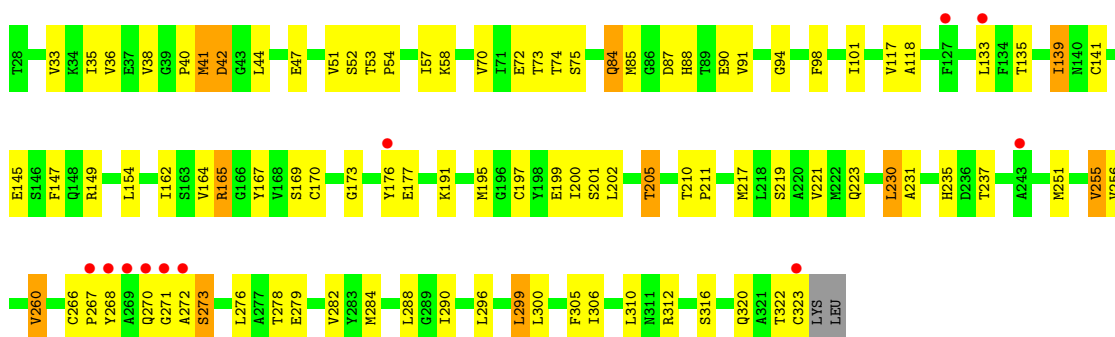 T28 V33 K34 I35 V36 E37 V38 G39 P40 M41 D42 G43 L44 E47 V51 S52 T53 P54 I57 K58 V70 I71 E72 T73 T74 S75 Q84 M85 G86 D87 H88 T89 E90 V91 G94 F98 I101 V117 A118 F127 L133 F134 T135 I139 N140 C141
E145 S146 F147 Q148 R149 L154 I162 S163 V164 R165 G166 Y167 V168 S169 C170 G173 Y176 E177 K191 M195 G196 C197 Y198 E199 I200 S201 L202 T205 T210 P211 M217 L218 S219 A220 V221 M222 Q223 L230 A231 H235 D236 T237 A243 M251 V255
V260 C266 P267 Y268 A269 Q270 G271 A272 S273 L276 A277 T278 E279 V282 Y283 M284 L288 G289 I290 L296 L299 L300 F305 I306 L310 N311 R312 S316 Q320 A321 T322 C323 LYS LEU